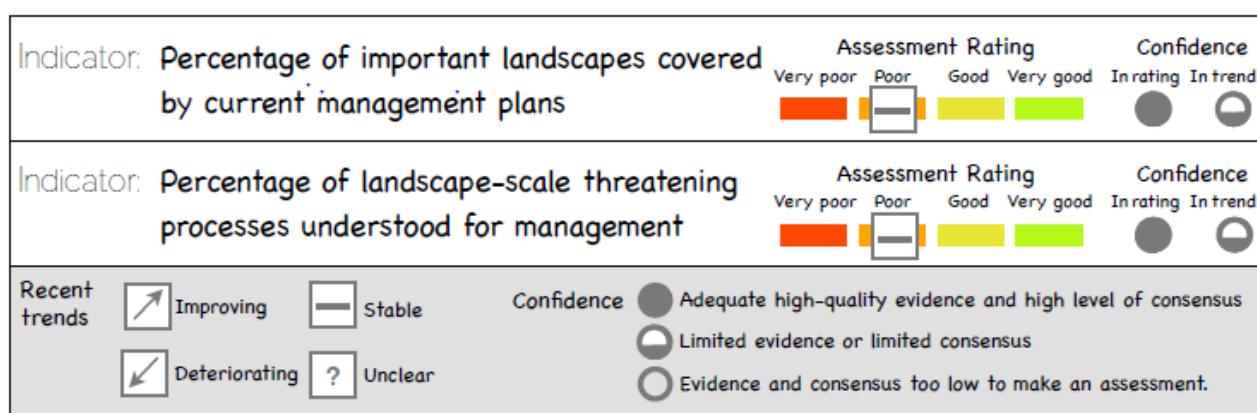 Indicator: Percentage of important landscapes covered
by current management plans
Assessment Rating
Very poor Poor Good Very good
Confidence
In rating In trend
Indicator: Percentage of landscape-scale threatening
processes understood for management
Assessment Rating
Very poor Poor Good Very good
Confidence
In rating In trend
Recent
trends
Improving
Stable
Deteriorating
? Unclear
Confidence
Adequate high-quality evidence and high level of consensus
Limited evidence or limited consensus
Evidence and consensus too low to make an assessment.